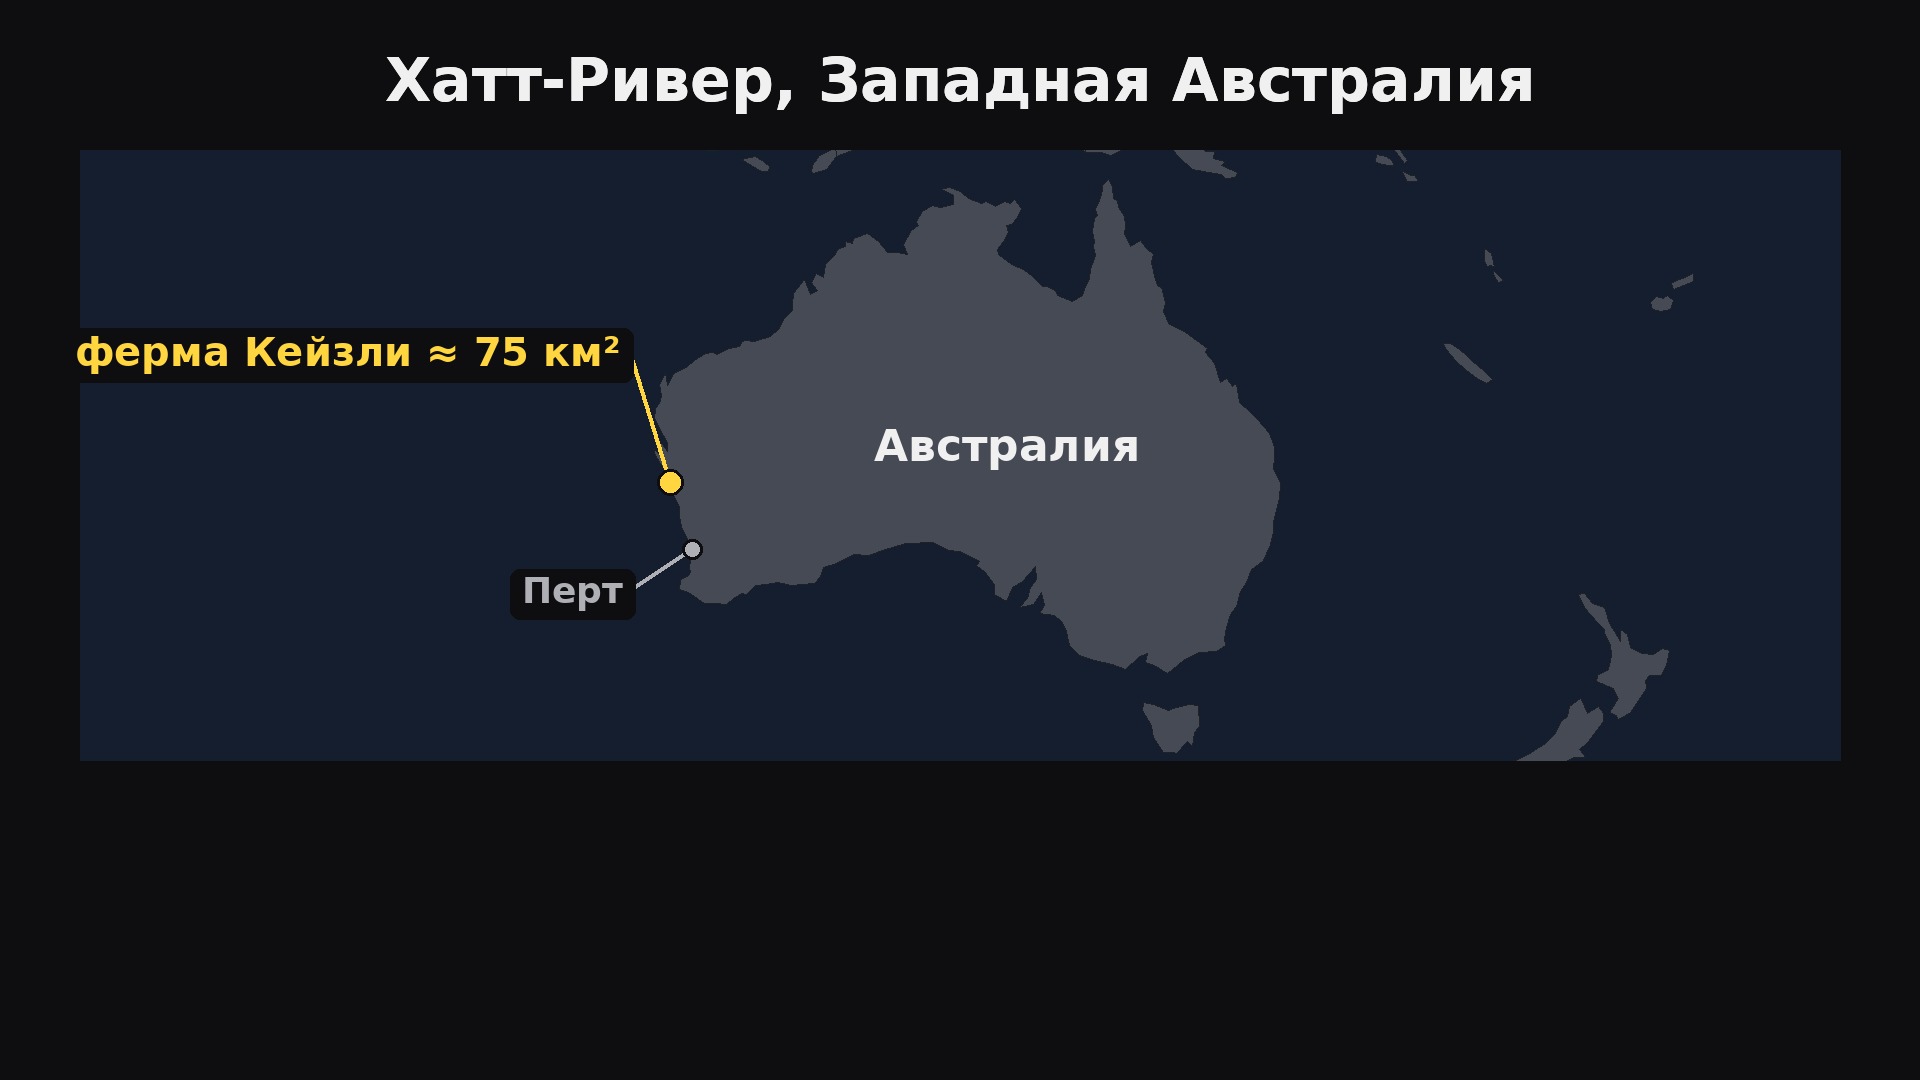 Хатт-Ривер, Западная Австралия
ферма Кейзли ≈ 75 км²
Австралия
Перт